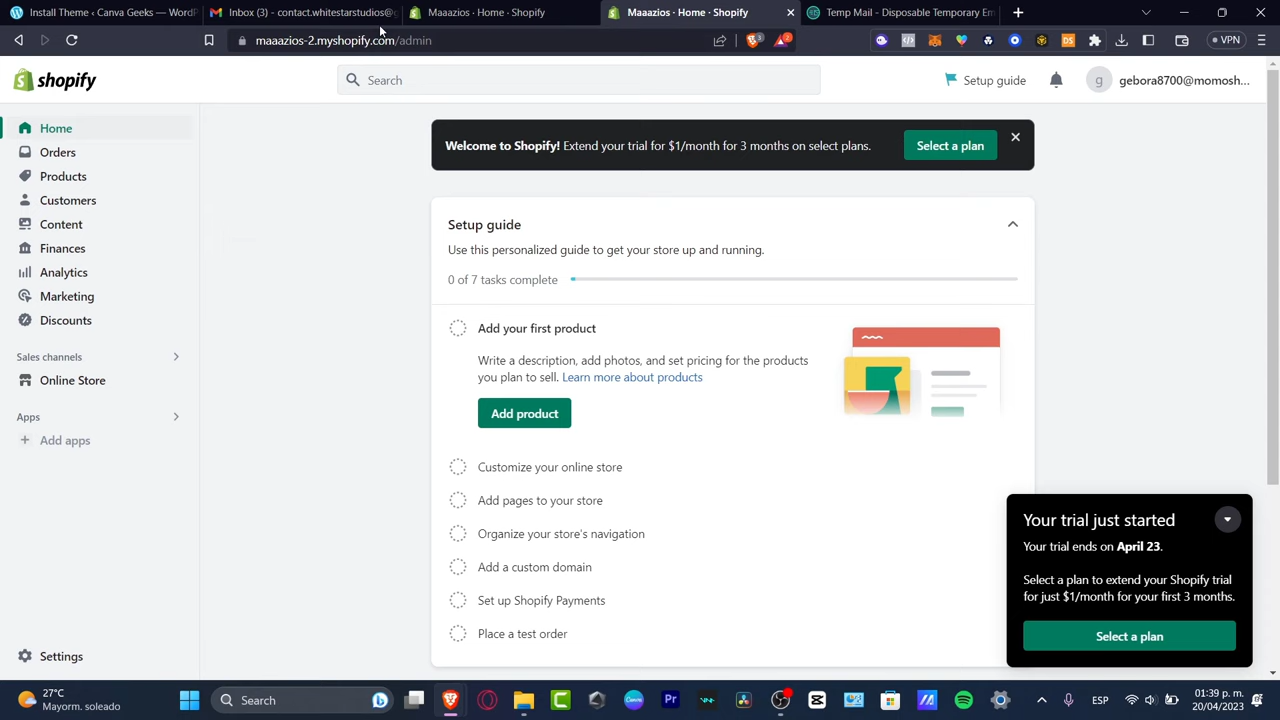 Install Theme ‹ Canva Geeks — WordP
Inbox (3) - contact.whitestarstudios@g
Maaazios · Home · Shopify
Maaazios · Home · Shopify
Temp Mail - Disposable Temporary Em
maaazios-2.myshopify.com/admin
VPN
shopify
Search
Setup guide
g
gebora8700@momosh...
Home
Orders
Products
Customers
Content
Finances
Analytics
Marketing
Discounts
Sales channels
Online Store
Apps
Add apps
Settings
Welcome to Shopify! Extend your trial for $1/month for 3 months on select plans.
Select a plan
Setup guide
Use this personalized guide to get your store up and running.
0 of 7 tasks complete
Add your first product
Write a description, add photos, and set pricing for the products
you plan to sell. Learn more about products
Add product
Customize your online store
Add pages to your store
Organize your store's navigation
Add a custom domain
Set up Shopify Payments
Place a test order
Your trial just started
Your trial ends on April 23.
Select a plan to extend your Shopify trial
for just $1/month for your first 3 months.
Select a plan
27°C
Mayorm. soleado
Search
ESP
01:39 p. m.
20/04/2023